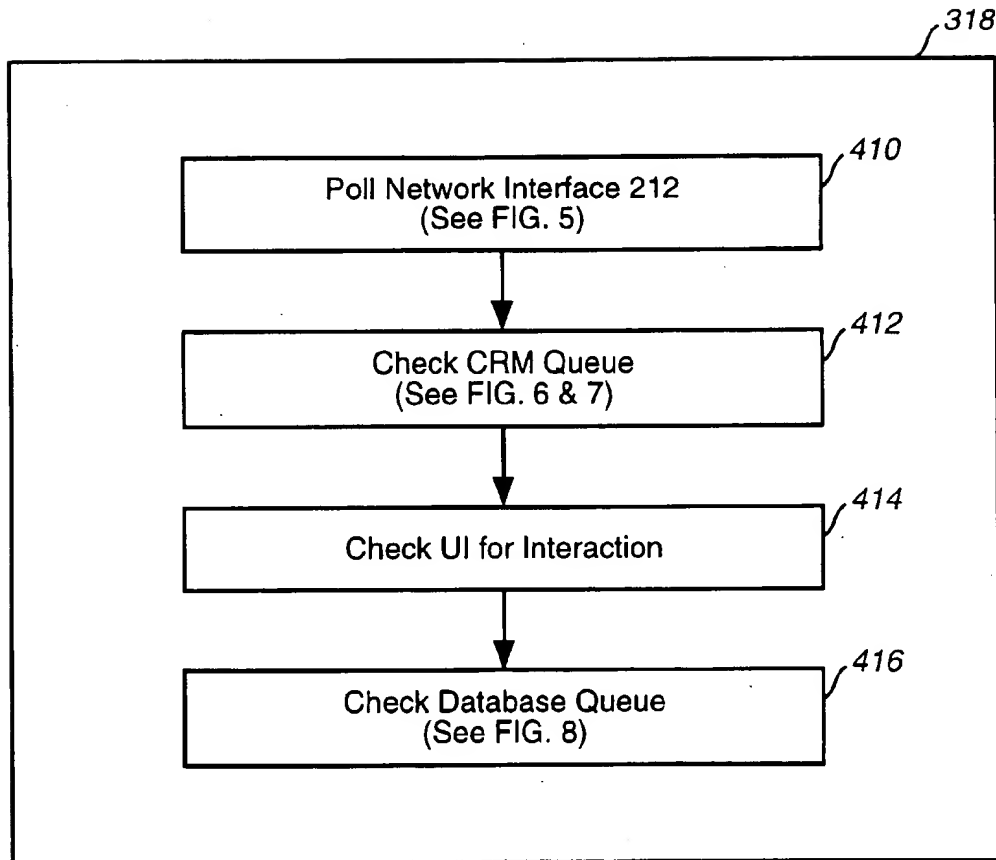 318
410
Poll Network Interface 212
(See FIG. 5)
412
Check CRM Queue
(See FIG. 6 & 7)
414
Check UI for Interaction
416
Check Database Queue
(See FIG. 8)